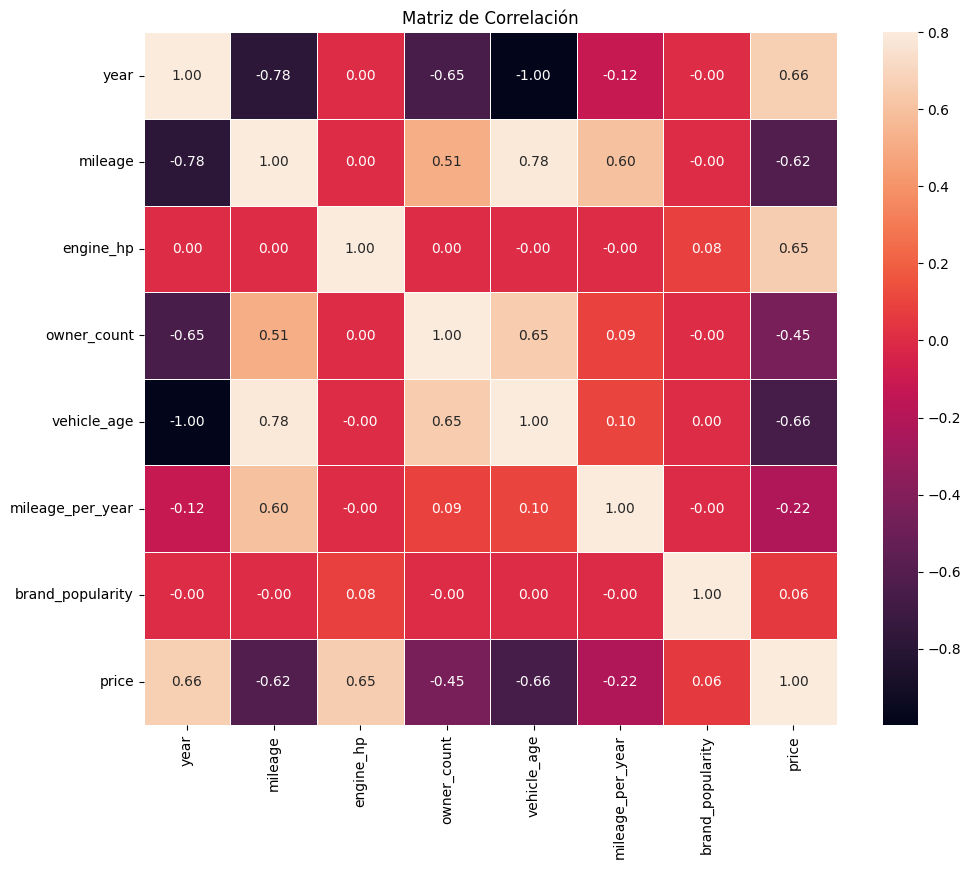 Matriz de Correlación
year 1.00 -0.78 0.00 -0.65 -1.00 -0.12 -0.00 0.66
mileage -0.78 1.00 0.00 0.51 0.78 0.60 -0.00 -0.62
engine_hp 0.00 0.00 1.00 0.00 -0.00 -0.00 0.08 0.65
owner_count -0.65 0.51 0.00 1.00 0.65 0.09 -0.00 -0.45
vehicle_age -1.00 0.78 -0.00 0.65 1.00 0.10 0.00 -0.66
mileage_per_year -0.12 0.60 -0.00 0.09 0.10 1.00 -0.00 -0.22
brand_popularity -0.00 -0.00 0.08 -0.00 0.00 -0.00 1.00 0.06
price 0.66 -0.62 0.65 -0.45 -0.66 -0.22 0.06 1.00
year
mileage
engine_hp
owner_count
vehicle_age
mileage_per_year
brand_popularity
price
0.8
0.6
0.4
0.2
0.0
−0.2
−0.4
−0.6
−0.8